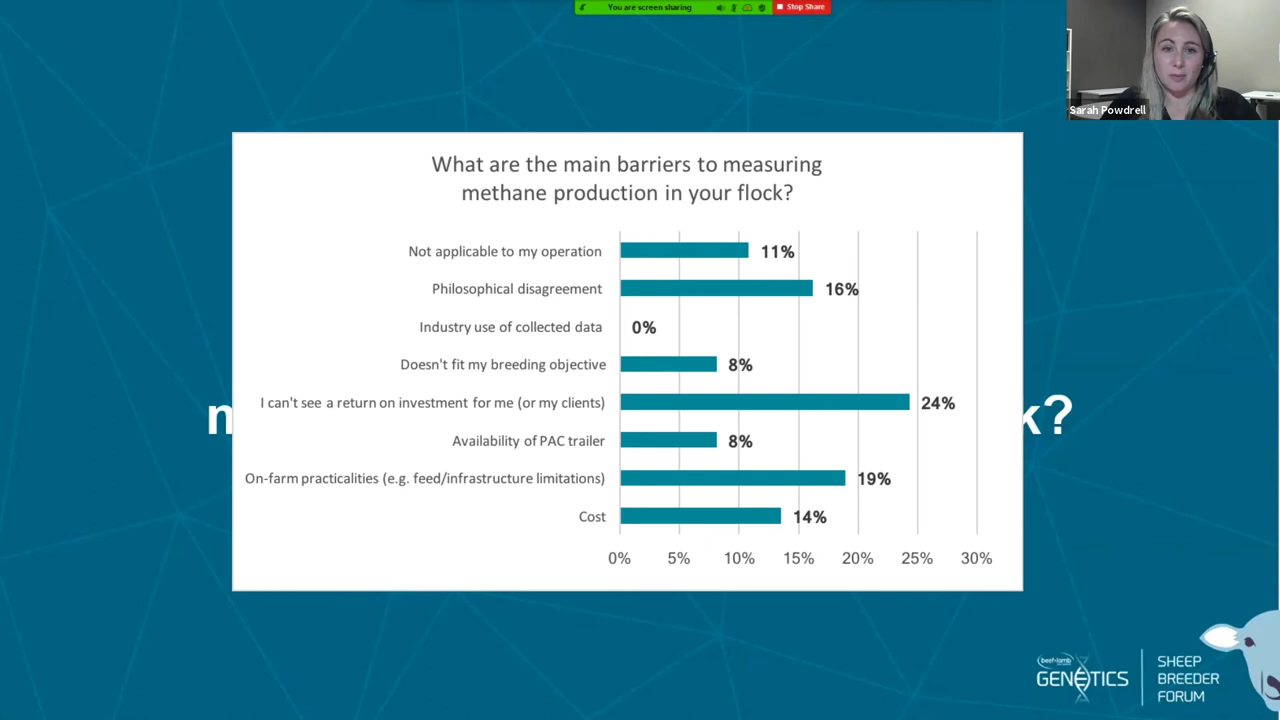 You are screen sharing
Stop Share
Sarah Powdrell
What are the main barriers to measuring
methane production in your flock?
Not applicable to my operation
11%
Philosophical disagreement
16%
Industry use of collected data
0%
Doesn't fit my breeding objective
8%
I can't see a return on investment for me (or my clients)
24%
Availability of PAC trailer
8%
On-farm practicalities (e.g. feed/infrastructure limitations)
19%
Cost
14%
0% 5% 10% 15% 20% 25% 30%
k?
beef+lamb
GENETICS
SHEEP
BREEDER
FORUM